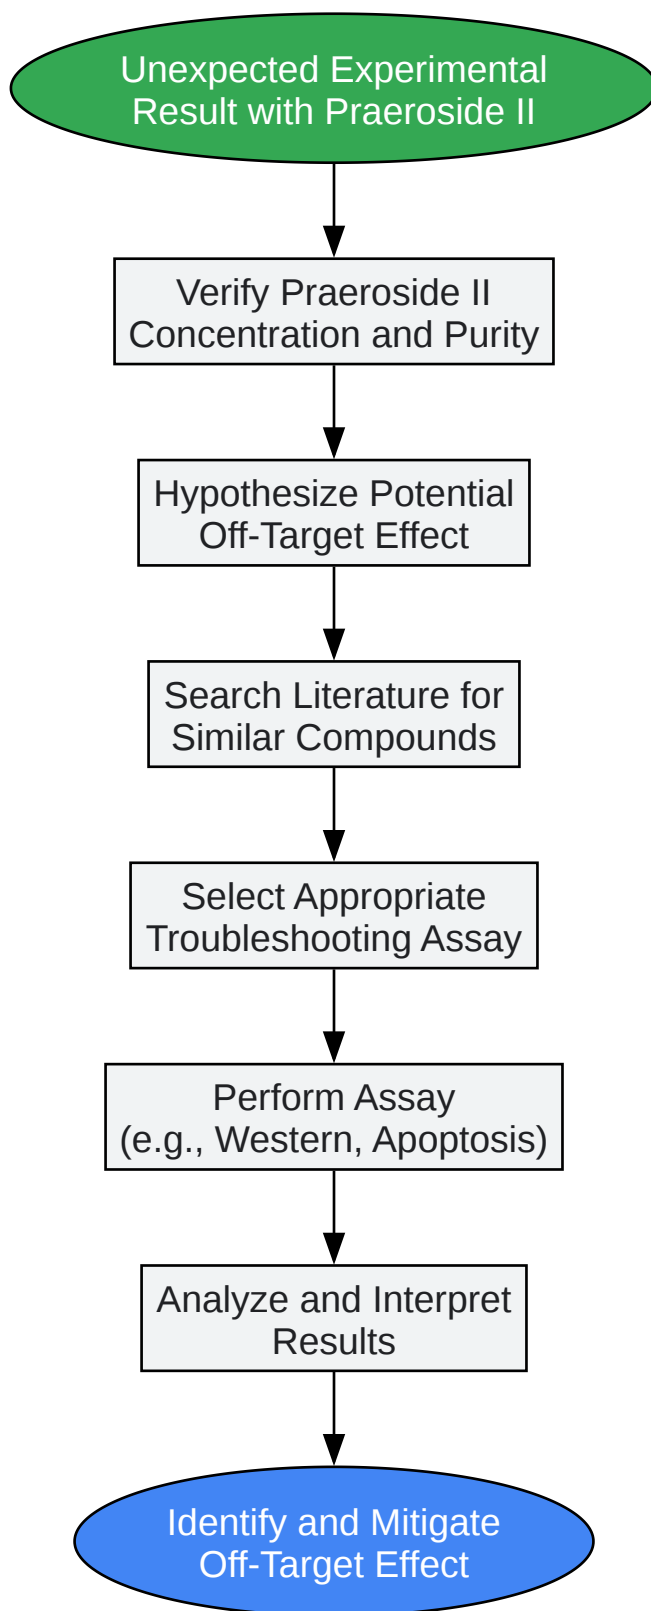 Unexpected Experimental
Result with Praeroside II
Verify Praeroside II
Concentration and Purity
Hypothesize Potential
Off-Target Effect
Search Literature for
Similar Compounds
Select Appropriate
Troubleshooting Assay
Perform Assay
(e.g., Western, Apoptosis)
Analyze and Interpret
Results
Identify and Mitigate
Off-Target Effect